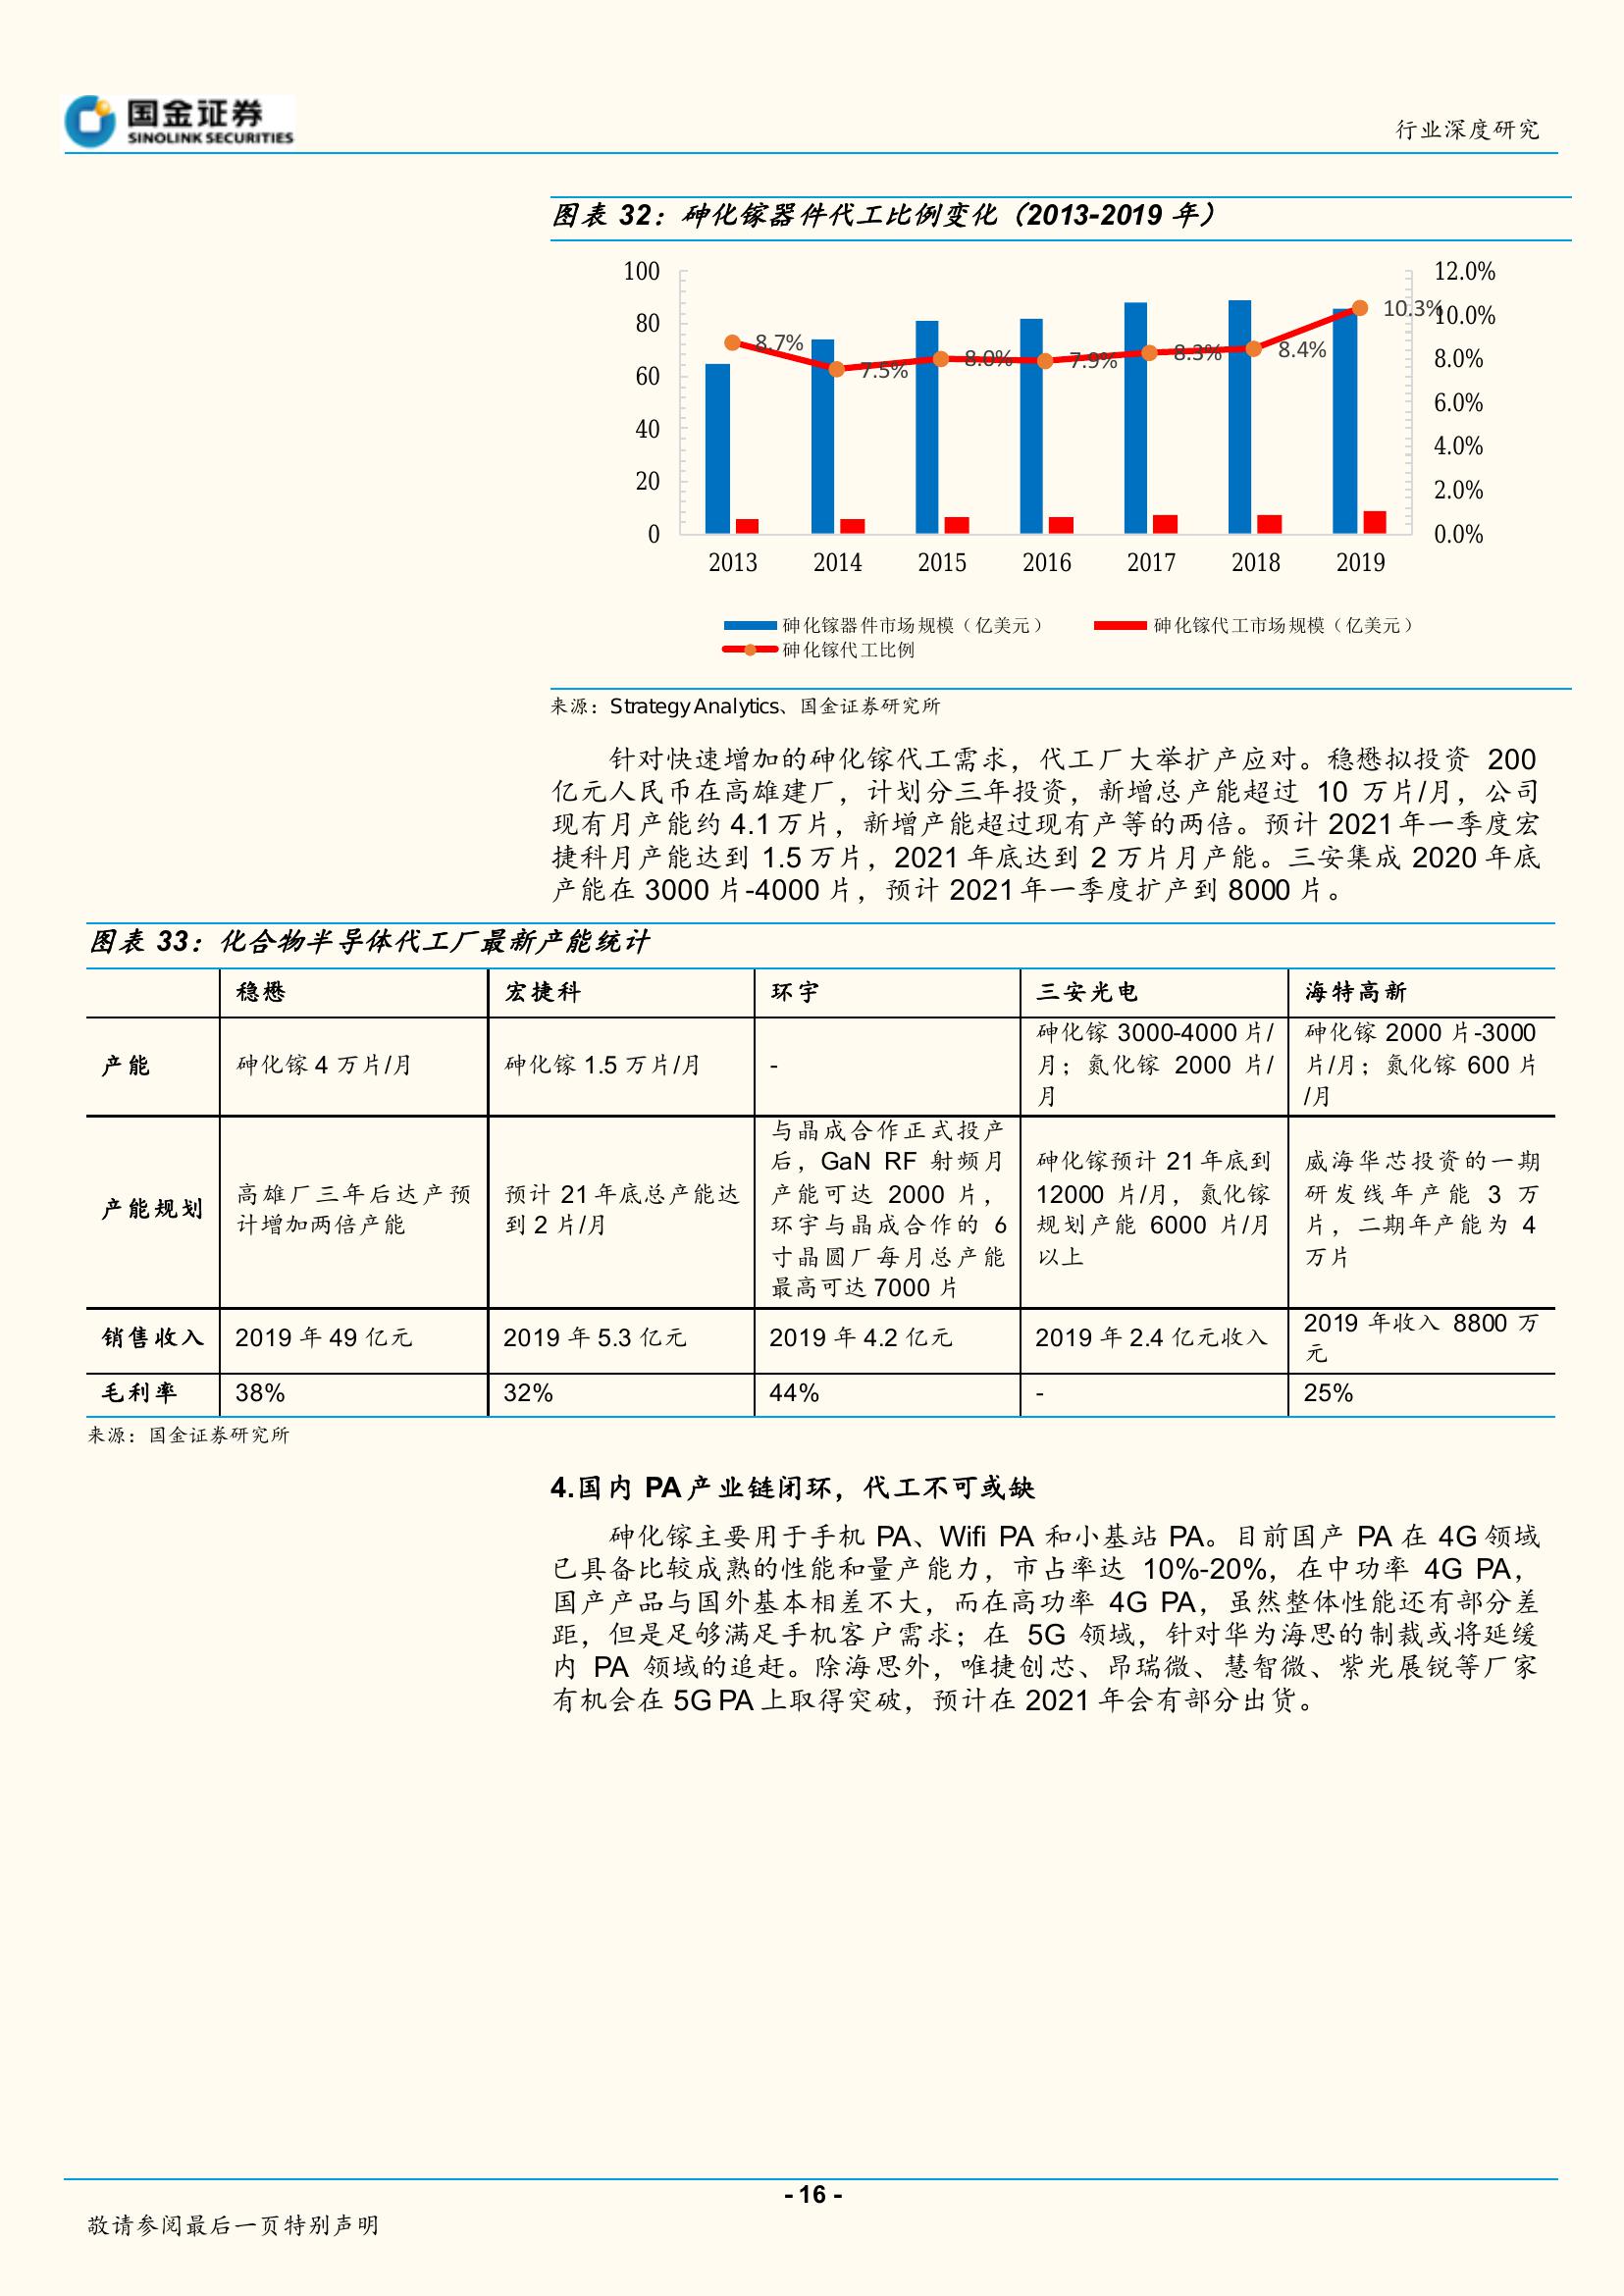 国金证券
SINOLINK SECURITIES
行业深度研究
图表 32：砷化镓器件代工比例变化（2013-2019 年）
100
80
60
40
20
0
12.0%
10.0%
8.0%
6.0%
4.0%
2.0%
0.0%
8.7%
7.5%
8.0%
7.9%
8.3%
8.4%
10.3%
2013 2014 2015 2016 2017 2018 2019
砷化镓器件市场规模（亿美元） 砷化镓代工市场规模（亿美元）
砷化镓代工比例
来源：Strategy Analytics、国金证券研究所
针对快速增加的砷化镓代工需求，代工厂大举扩产应对。稳懋拟投资 200
亿元人民币在高雄建厂，计划分三年投资，新增总产能超过 10 万片/月，公司
现有月产能约 4.1 万片，新增产能超过现有产等的两倍。预计 2021 年一季度宏
捷科月产能达到 1.5 万片，2021 年底达到 2 万片月产能。三安集成 2020 年底
产能在 3000 片-4000 片，预计 2021 年一季度扩产到 8000 片。
图表 33：化合物半导体代工厂最新产能统计
稳懋 宏捷科 环宇 三安光电 海特高新
产能
砷化镓 4 万片/月
砷化镓 1.5 万片/月
-
砷化镓 3000-4000 片/
月；氮化镓 2000 片/
月
砷化镓 2000 片-3000
片/月；氮化镓 600 片
/月
产能规划
高雄厂三年后达产预
计增加两倍产能
预计 21 年底总产能达
到 2 片/月
与晶成合作正式投产
后，GaN RF 射频月
产能可达 2000 片，
环宇与晶成合作的 6
寸晶圆厂每月总产能
最高可达 7000 片
砷化镓预计 21 年底到
12000 片/月，氮化镓
规划产能 6000 片/月
以上
威海华芯投资的一期
研发线年产能 3 万
片，二期年产能为 4
万片
销售收入
2019 年 49 亿元
2019 年 5.3 亿元
2019 年 4.2 亿元
2019 年 2.4 亿元收入
2019 年收入 8800 万
元
毛利率 38% 32% 44% - 25%
来源：国金证券研究所
4.国内 PA 产业链闭环，代工不可或缺
砷化镓主要用于手机 PA、Wifi PA 和小基站 PA。目前国产 PA 在 4G 领域
已具备比较成熟的性能和量产能力，市占率达 10%-20%，在中功率 4G PA，
国产产品与国外基本相差不大，而在高功率 4G PA，虽然整体性能还有部分差
距，但是足够满足手机客户需求；在 5G 领域，针对华为海思的制裁或将延缓
内 PA 领域的追赶。除海思外，唯捷创芯、昂瑞微、慧智微、紫光展锐等厂家
有机会在 5G PA 上取得突破，预计在 2021 年会有部分出货。
- 16 -
敬请参阅最后一页特别声明